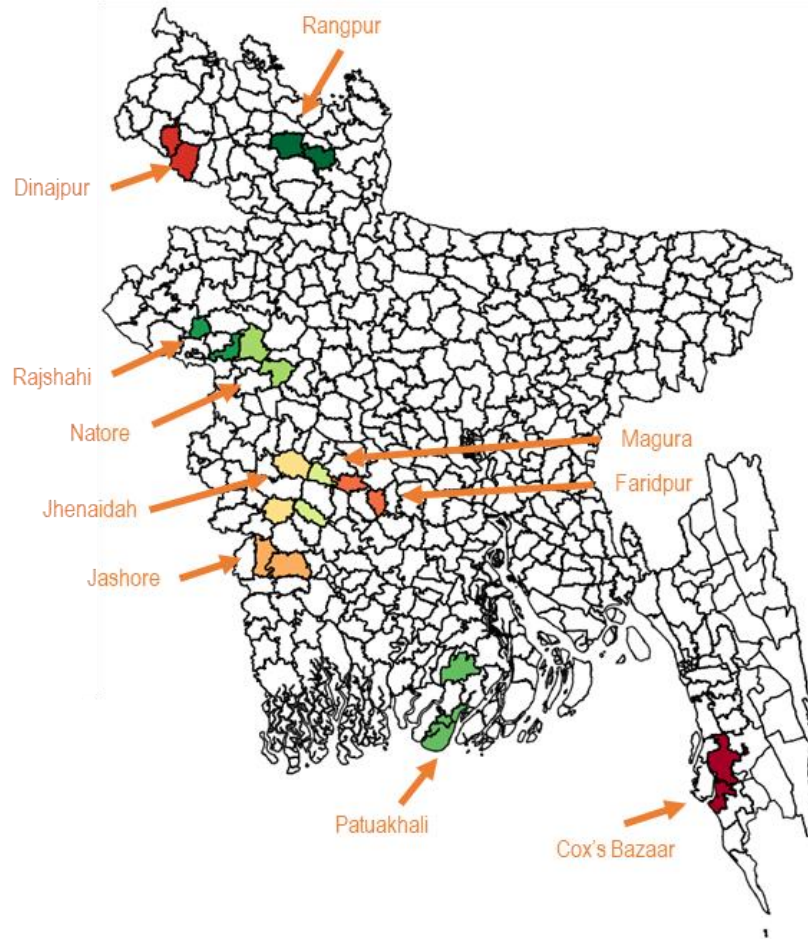 Rangpur
Dinajpur
Rajshahi
Natore
Magura
Faridpur
Jhenaidah
Jashore
Patuakhali
Cox's Bazaar
1